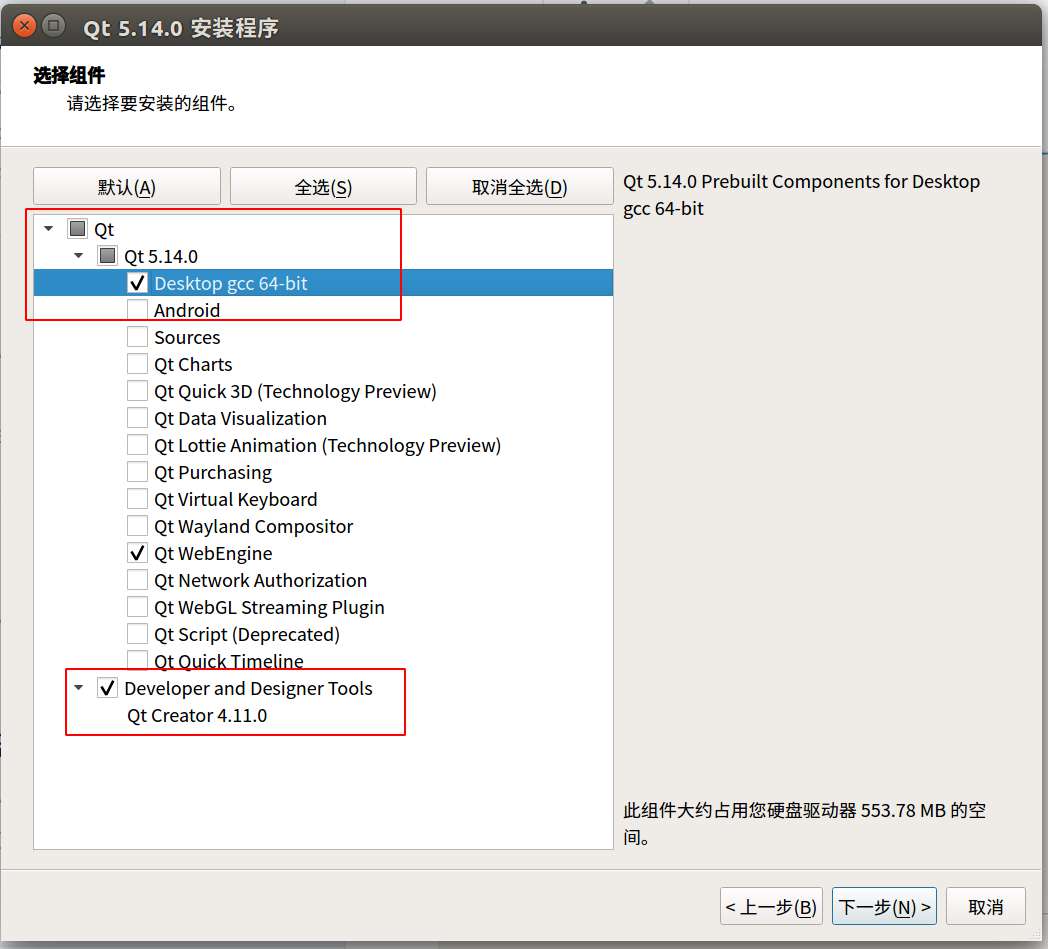 Qt 5.14.0 安装程序
选择组件
请选择要安装的组件。
默认(A)
全选(S)
取消全选(D)
Qt 5.14.0 Prebuilt Components for Desktop
gcc 64-bit
Qt
Qt 5.14.0
Desktop gcc 64-bit
Android
Sources
Qt Charts
Qt Quick 3D (Technology Preview)
Qt Data Visualization
Qt Lottie Animation (Technology Preview)
Qt Purchasing
Qt Virtual Keyboard
Qt Wayland Compositor
Qt WebEngine
Qt Network Authorization
Qt WebGL Streaming Plugin
Qt Script (Deprecated)
Qt Quick Timeline
Developer and Designer Tools
Qt Creator 4.11.0
此组件大约占用您硬盘驱动器 553.78 MB 的空
间。
< 上一步(B)
下一步(N) >
取消